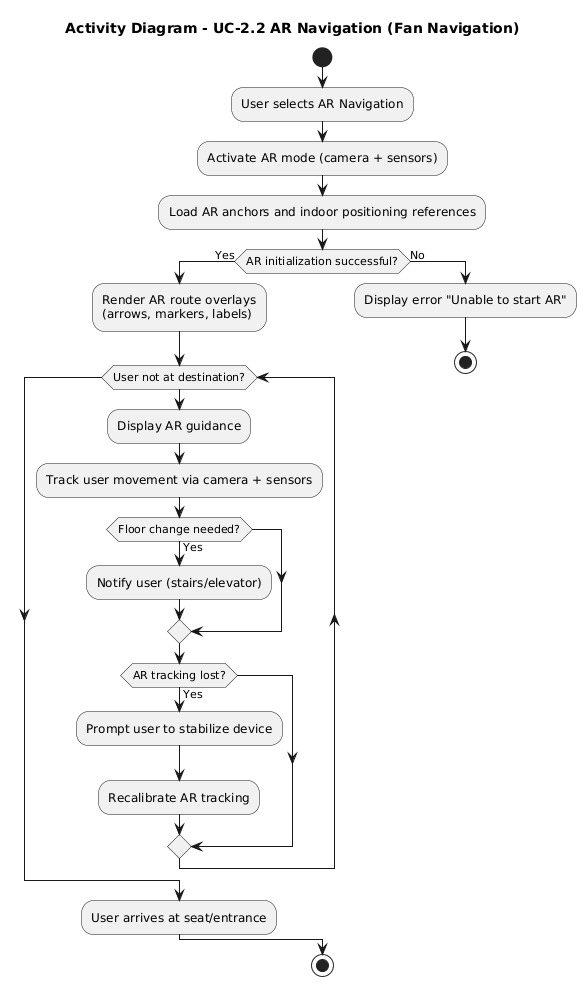 Activity Diagram - UC-2.2 AR Navigation (Fan Navigation)
User selects AR Navigation
Activate AR mode (camera + sensors)
Load AR anchors and indoor positioning references
Yes
AR initialization successful?
No
Render AR route overlays
(arrows, markers, labels)
Display error "Unable to start AR"
User not at destination?
Display AR guidance
Track user movement via camera + sensors
Floor change needed?
Yes
Notify user (stairs/elevator)
AR tracking lost?
Yes
Prompt user to stabilize device
Recalibrate AR tracking
User arrives at seat/entrance